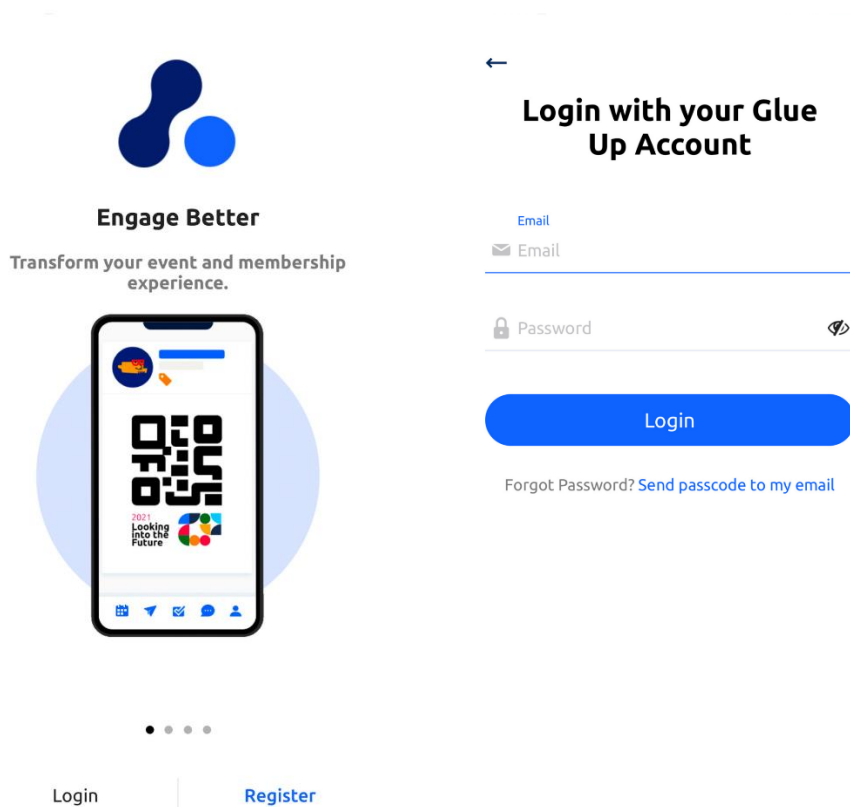 Engage Better
Transform your event and membership
experience.
2021
Looking
into the
Future
Login
Register
Login with your Glue
Up Account
Email
Email
Password
Login
Forgot Password? Send passcode to my email